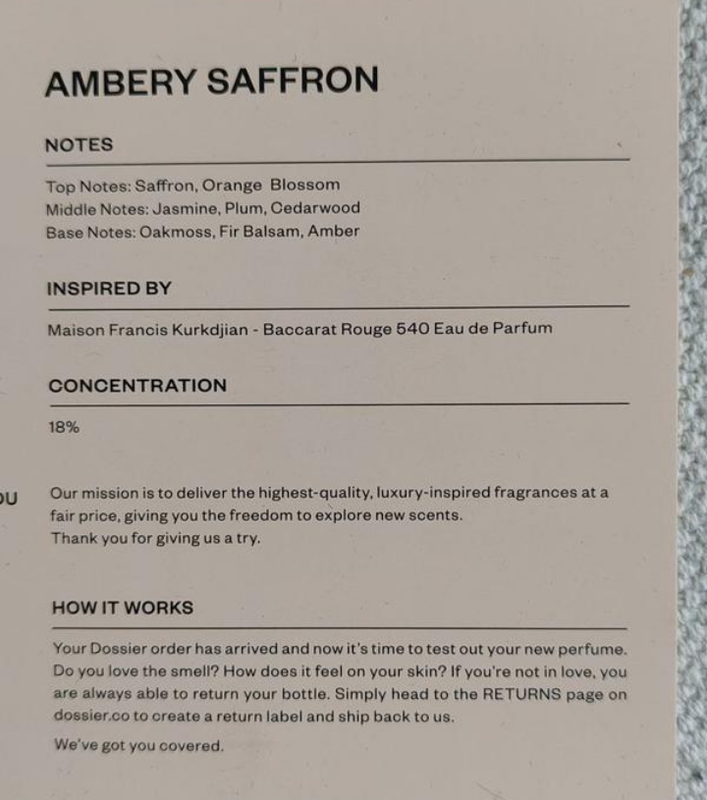 AMBERY SAFFRON
NOTES
Top Notes: Saffron, Orange Blossom
Middle Notes: Jasmine, Plum, Cedarwood
Base Notes: Oakmoss, Fir Balsam, Amber
INSPIRED BY
Maison Francis Kurkdjian - Baccarat Rouge 540 Eau de Parfum
CONCENTRATION
18%
OU
Our mission is to deliver the highest-quality, luxury-inspired fragrances at a
fair price, giving you the freedom to explore new scents.
Thank you for giving us a try.
HOW IT WORKS
Your Dossier order has arrived and now it's time to test out your new perfume.
Do you love the smell? How does it feel on your skin? If you're not in love, you
are always able to return your bottle. Simply head to the RETURNS page on
dossier.co to create a return label and ship back to us.
We've got you covered.